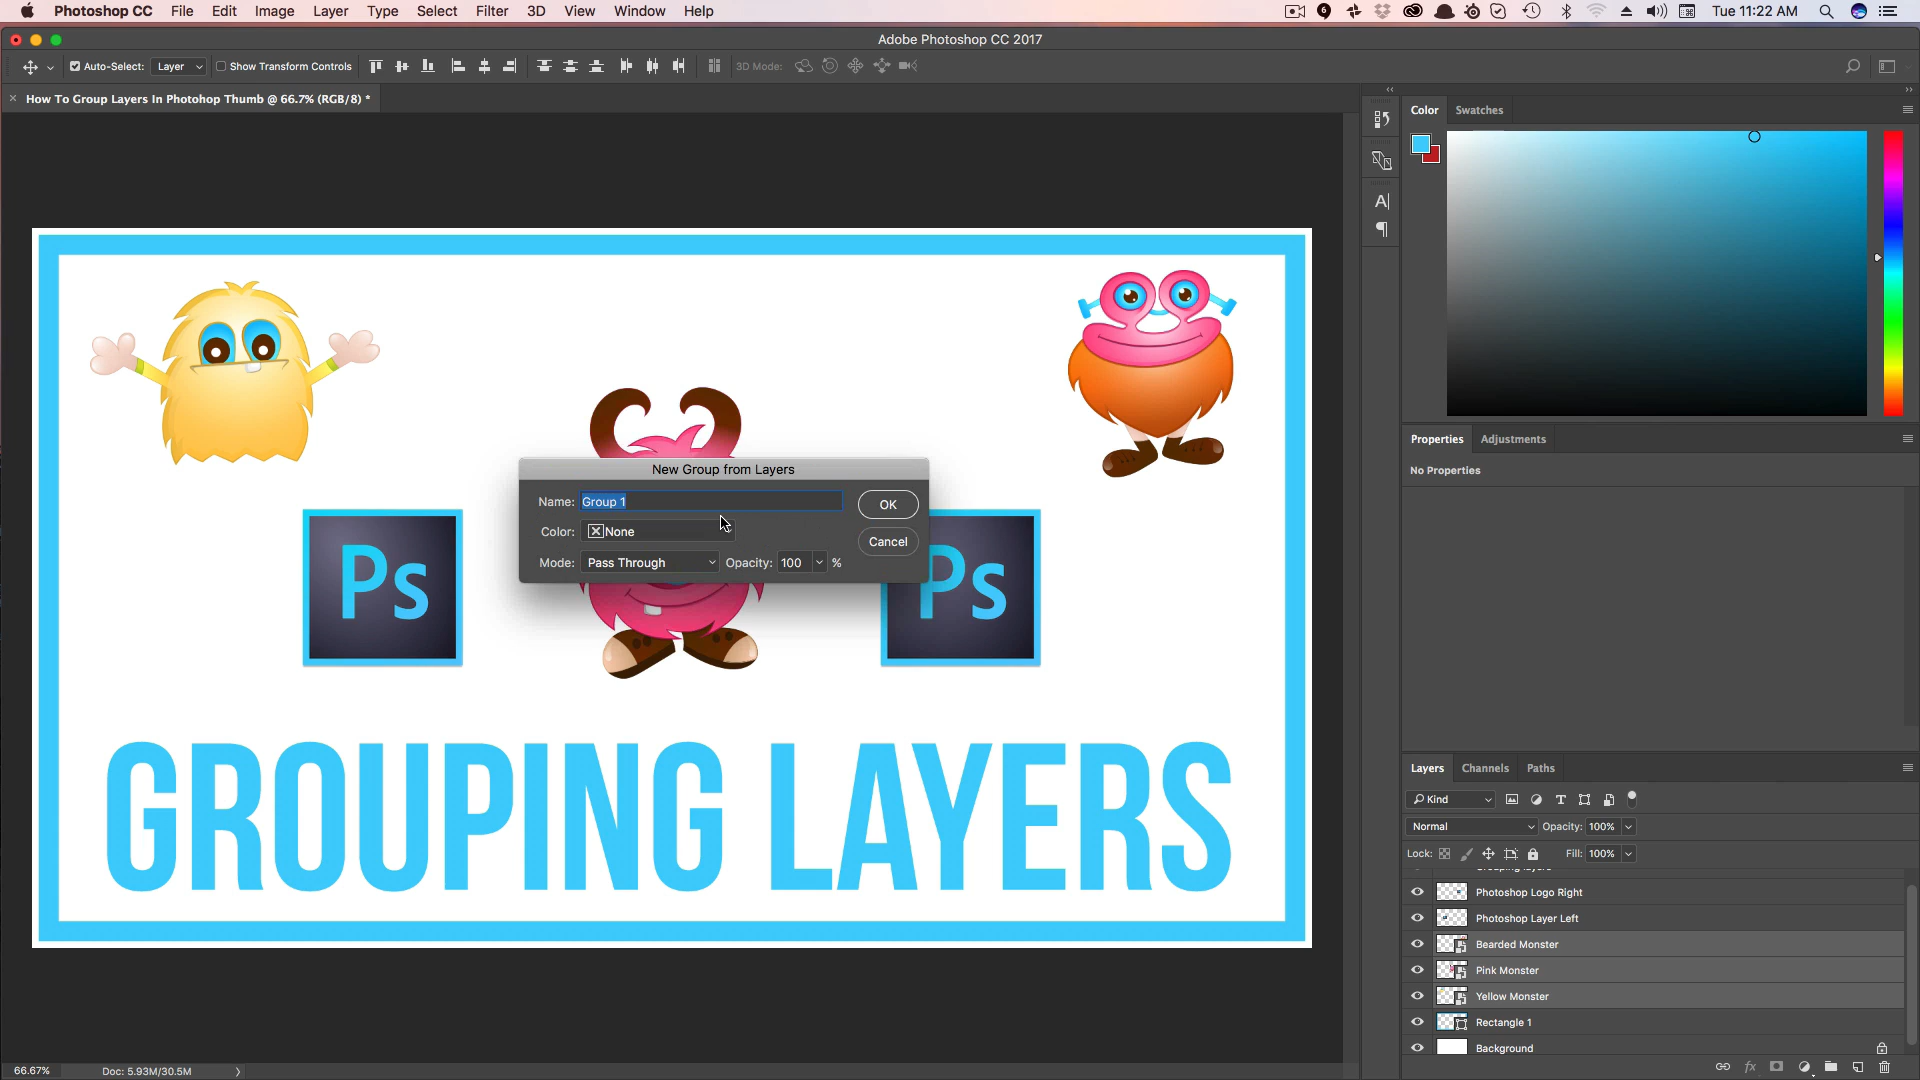 Photoshop CC File Edit Image Layer Type Select Filter 3D View Window Help Tue 11:22 AM
Adobe Photoshop CC 2017
Auto-Select: Layer Show Transform Controls 3D Mode:
How To Group Layers In Photohop Thumb @ 66.7% (RGB/8) *
Color Swatches
New Group from Layers
Name: Group 1 OK
Color: None Cancel
Mode: Pass Through Opacity: 100 %
Ps Ps
GROUPING LAYERS
Properties Adjustments
No Properties
Layers Channels Paths
Kind
Normal Opacity: 100%
Lock: Fill: 100%
Photoshop Logo Right
Photoshop Layer Left
Bearded Monster
Pink Monster
Yellow Monster
Rectangle 1
Background
66.67% Doc: 5.93M/30.5M